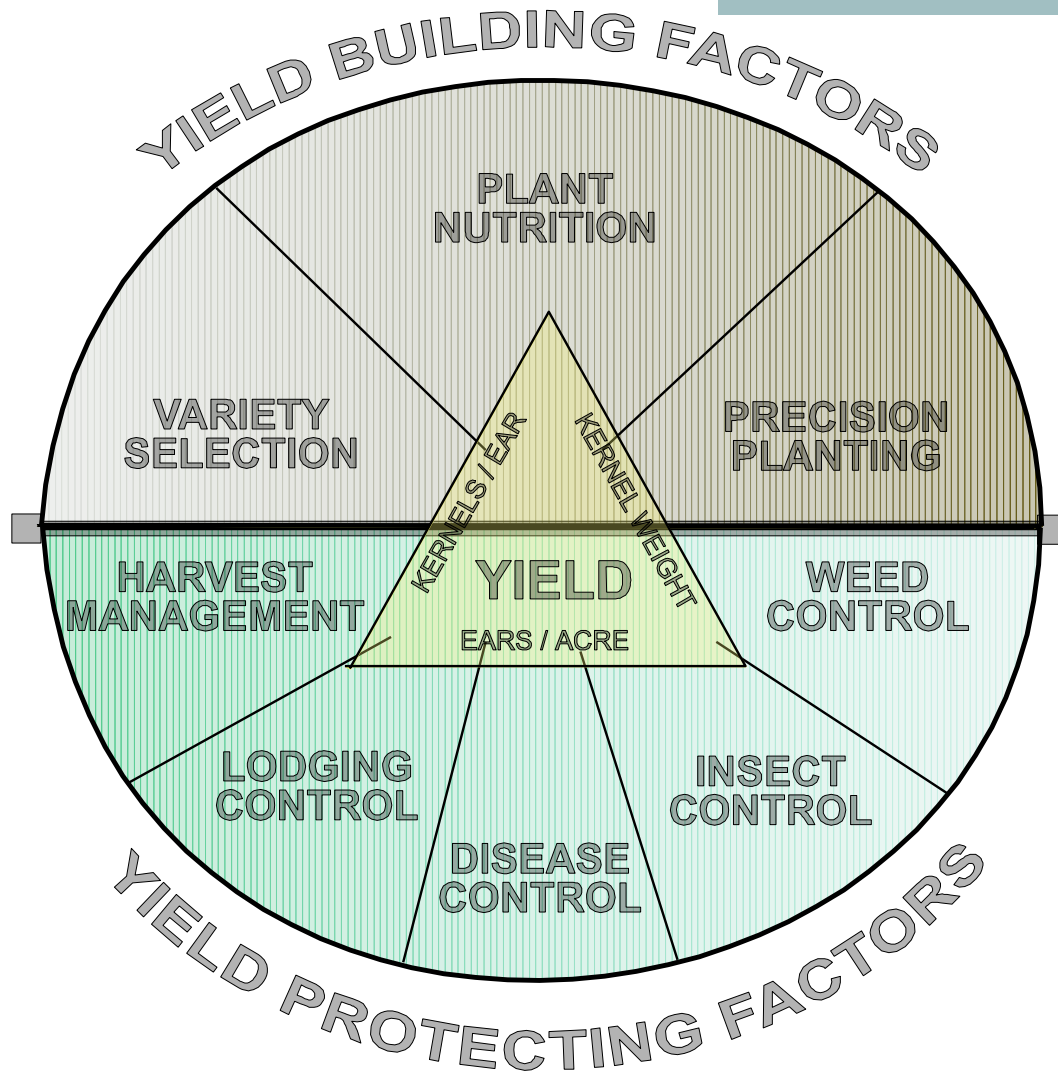 YIELD BUILDING FACTORS
PLANT
NUTRITION
VARIETY
SELECTION
PRECISION
PLANTING
KERNELS / EAR
KERNEL WEIGHT
YIELD
EARS / ACRE
HARVEST
MANAGEMENT
WEED
CONTROL
LODGING
CONTROL
INSECT
CONTROL
DISEASE
CONTROL
YIELD PROTECTING FACTORS